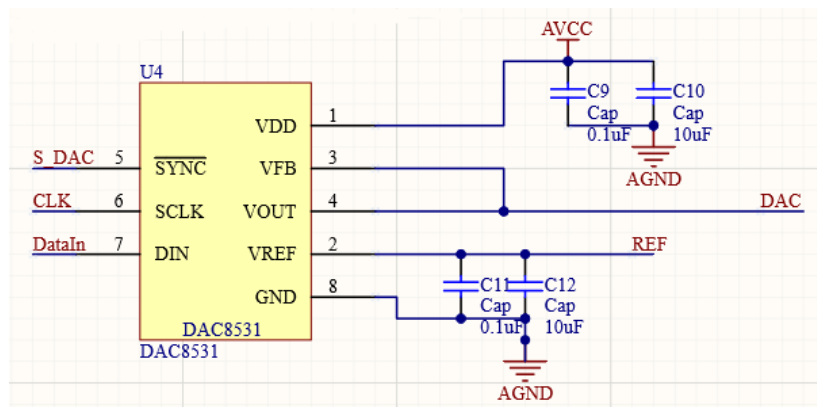 AVCC
U4
C9
Cap
0.1uF
C10
Cap
10uF
AGND
VDD
1
S_DAC
5
SYNC
VFB
3
CLK
6
SCLK
VOUT
4
DAC
DataIn
7
DIN
VREF
2
REF
C11
Cap
0.1uF
C12
Cap
10uF
GND
8
DAC8531
DAC8531
AGND